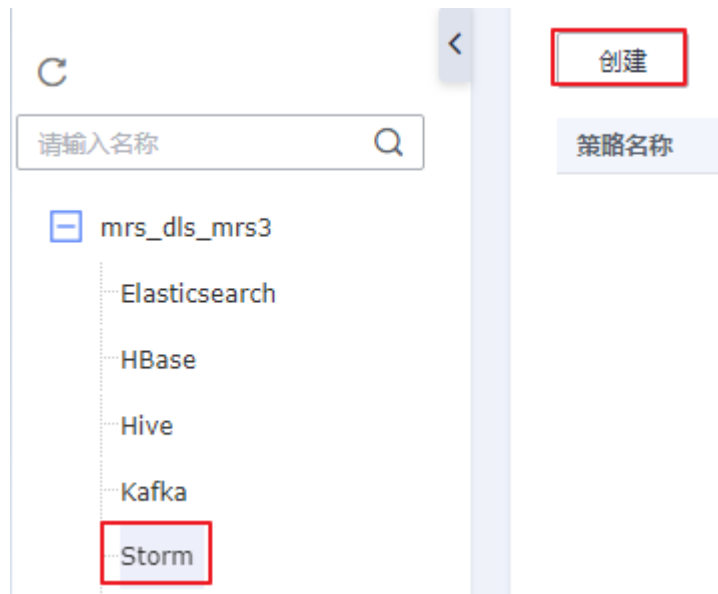 请输入名称
mrs_dls_mrs3
Elasticsearch
HBase
Hive
Kafka
Storm
创建
策略名称